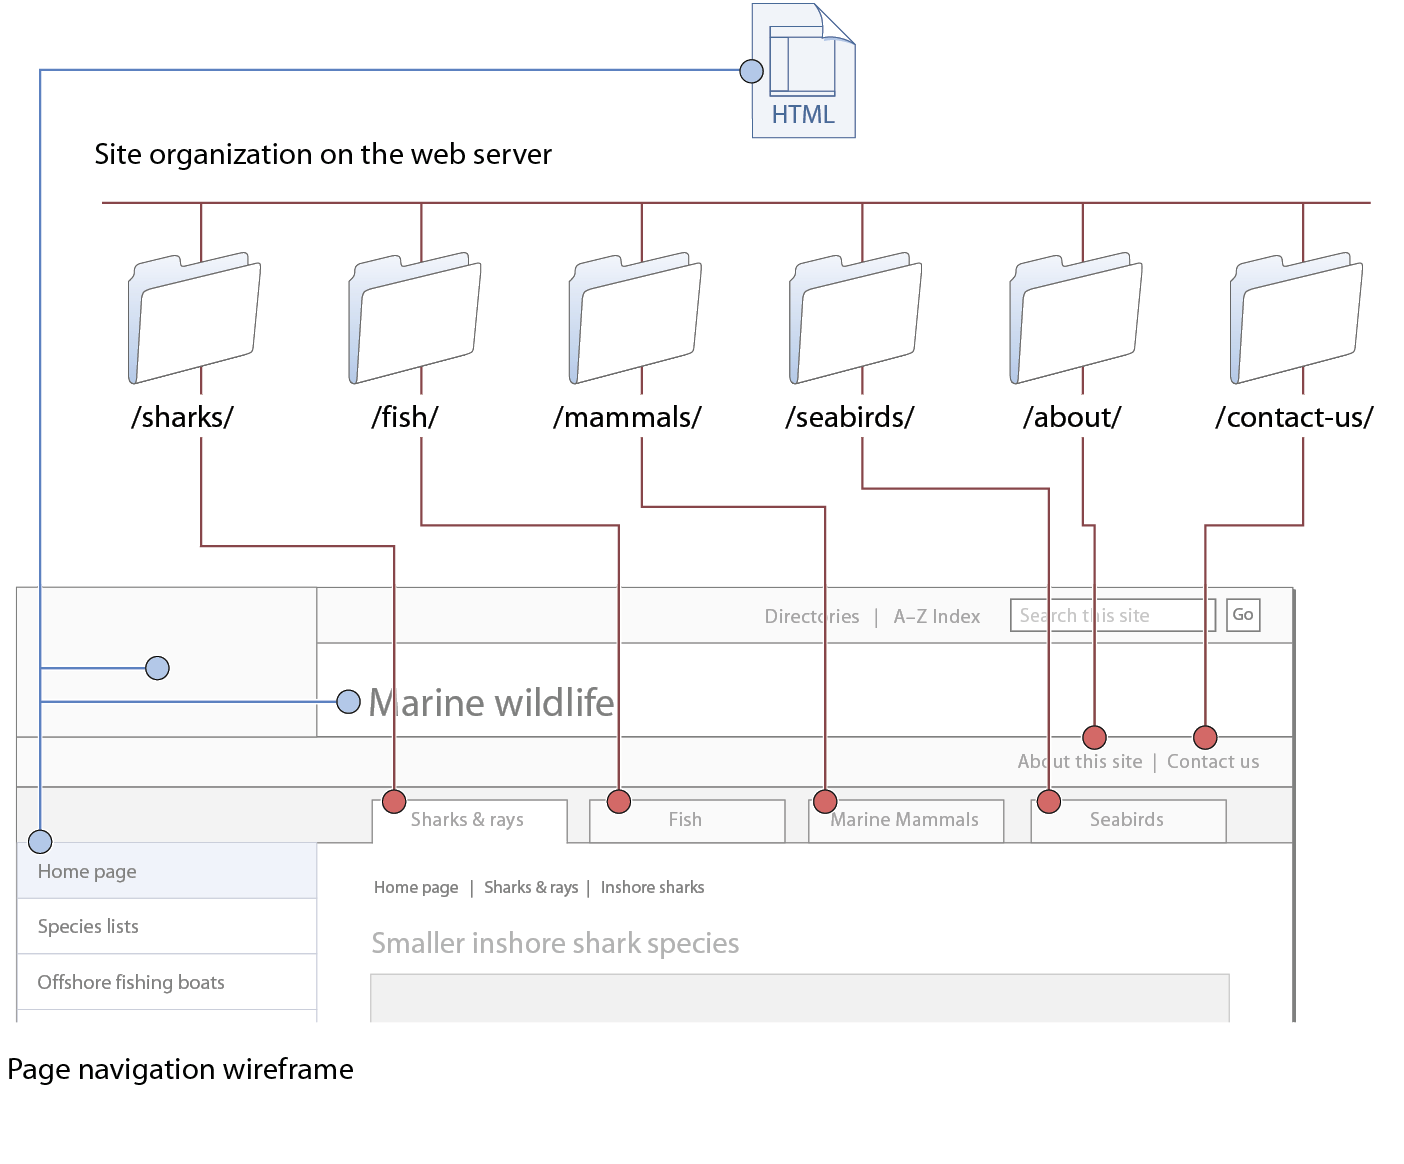 HTML
Site organization on the web server
/sharks/ /fish/ /mammals/ /seabirds/ /about/ /contact-us/
Directories | A–Z Index Search this site Go
Marine wildlife
About this site | Contact us
Sharks & rays Fish Marine Mammals Seabirds
Home page
Home page | Sharks & rays | Inshore sharks
Species lists
Smaller inshore shark species
Offshore fishing boats
Page navigation wireframe